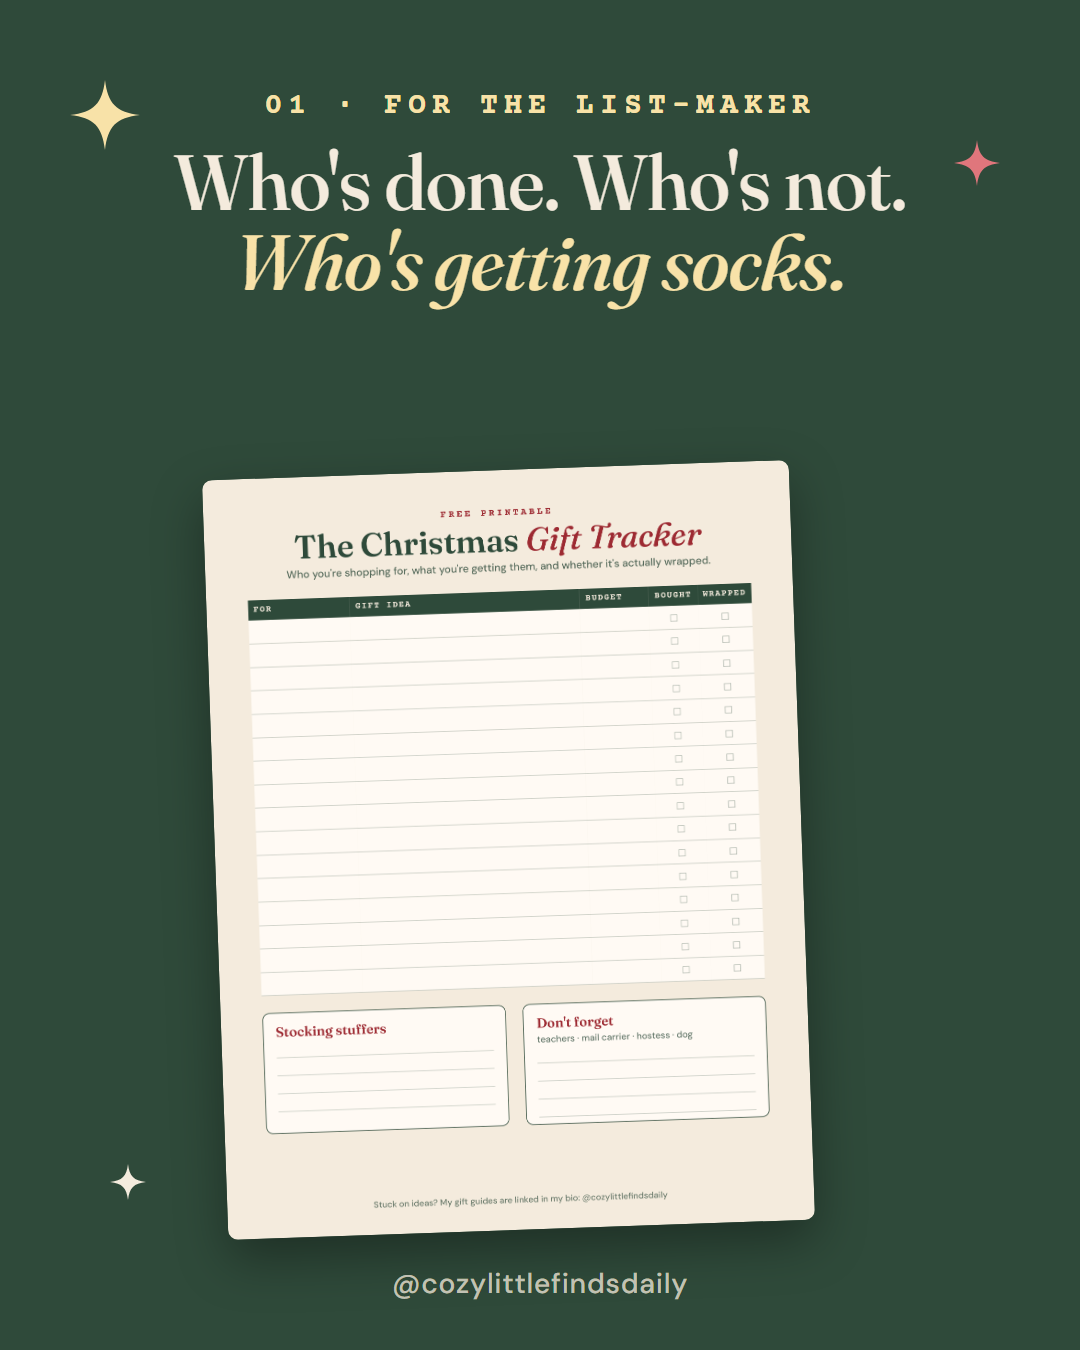 01 · FOR THE LIST-MAKER
Who's done. Who's not.
Who's getting socks.
FREE PRINTABLE
The Christmas Gift Tracker
Who you're shopping for, what you're getting them, and whether it's actually wrapped.
FOR GIFT IDEA BUDGET BOUGHT WRAPPED
Stocking stuffers
Don't forget
teachers · mail carrier · hostess · dog
Stuck on ideas? My gift guides are linked in my bio: @cozylittlefindsdaily
@cozylittlefindsdaily